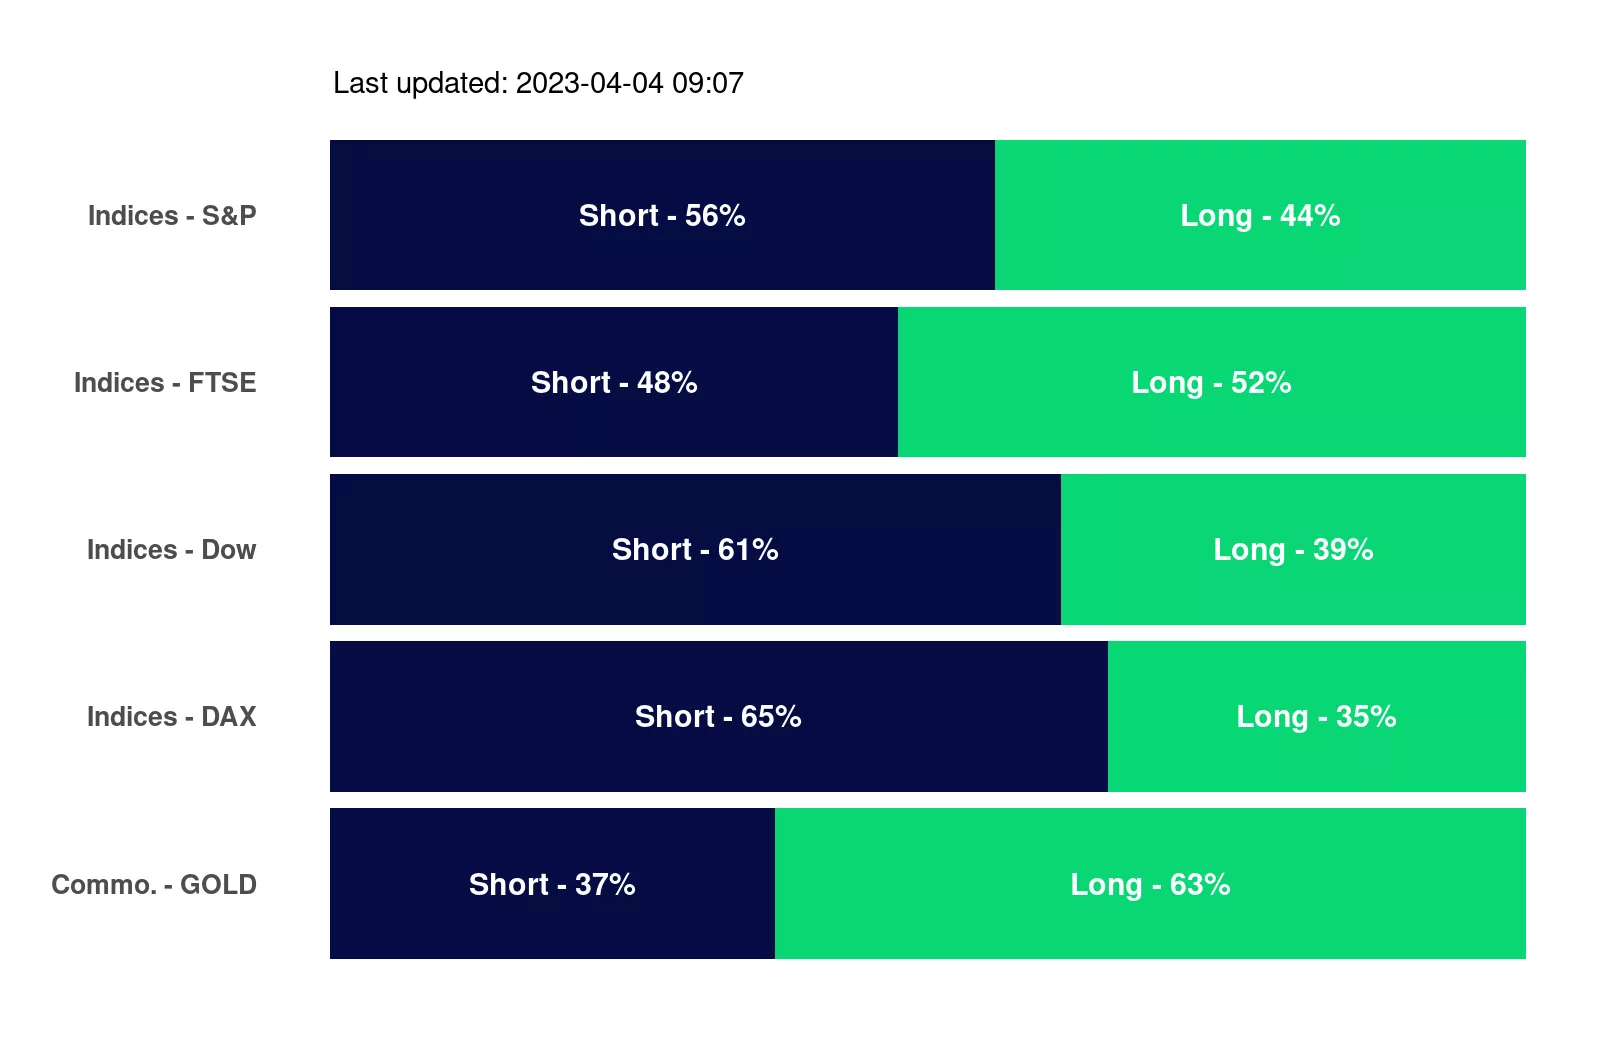 Last updated: 2023-04-04 09:07
Indices - S&P Short - 56% Long - 44%
Indices - FTSE Short - 48% Long - 52%
Indices - Dow Short - 61% Long - 39%
Indices - DAX Short - 65% Long - 35%
Commo. - GOLD Short - 37% Long - 63%